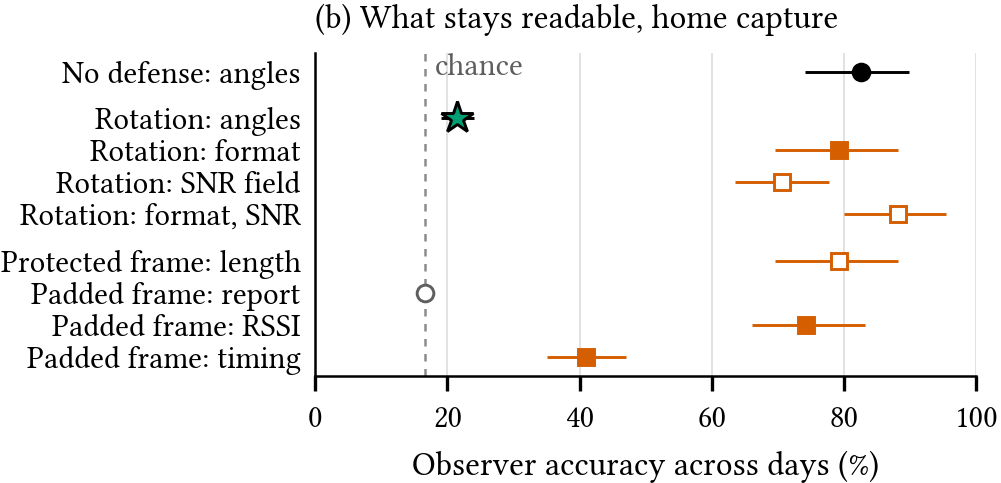 (b) What stays readable, home capture
No defense: angles
chance
Rotation: angles
Rotation: format
Rotation: SNR field
Rotation: format, SNR
Protected frame: length
Padded frame: report
Padded frame: RSSI
Padded frame: timing
0 20 40 60 80 100
Observer accuracy across days (%)